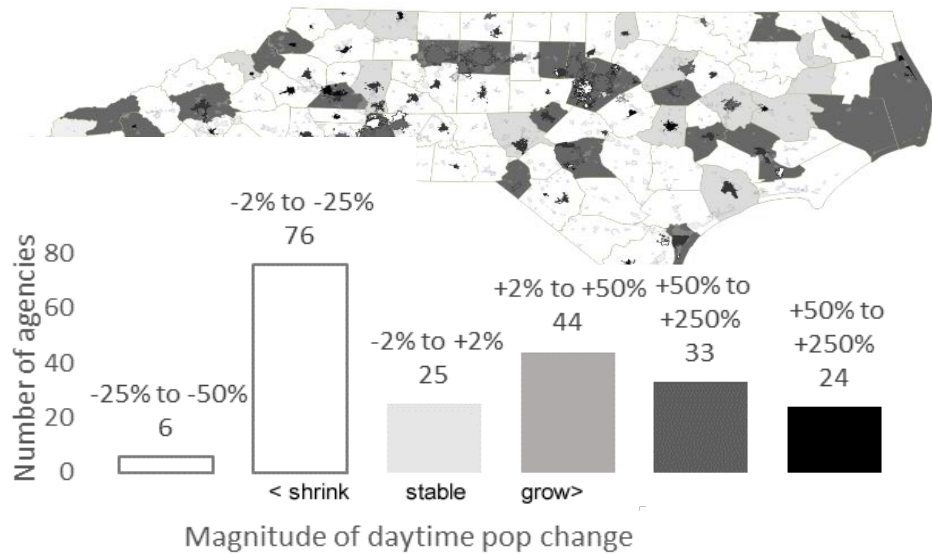 -2% to -25%
76
+2% to +50%
44
+50% to
+250%
33
+50% to
+250%
24
-2% to +2%
25
-25% to -50%
6
Number of agencies
80
60
40
20
0
< shrink
stable
grow>
Magnitude of daytime pop change